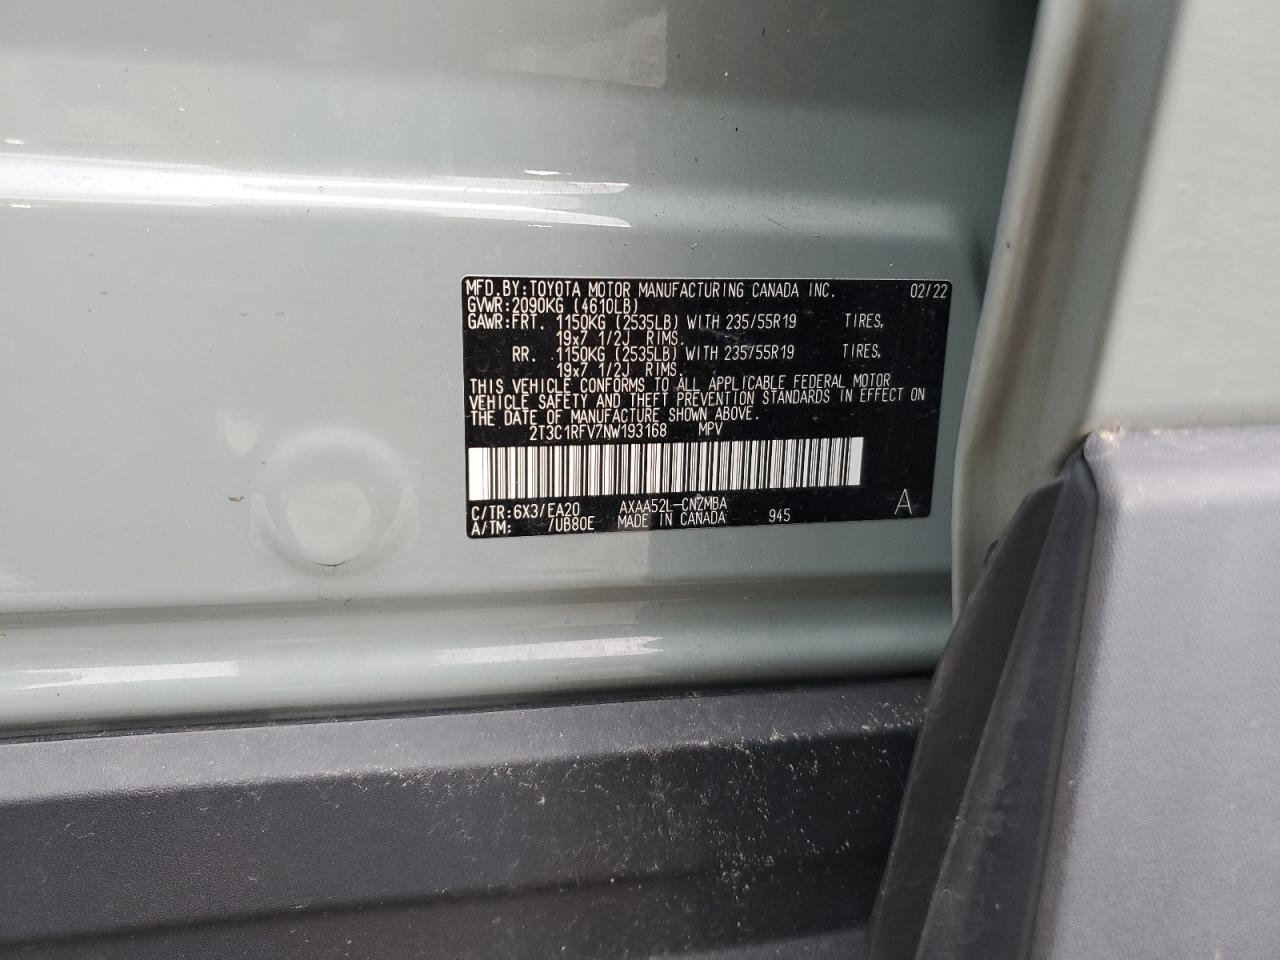 MFD.BY:TOYOTA MOTOR MANUFACTURING CANADA INC. 02/22
GVWR:2090KG (4610LB)
GAWR:FRT. 1150KG (2535LB) WITH 235/55R19 TIRES,
19x7 1/2J RIMS.
RR. 1150KG (2535LB) WITH 235/55R19 TIRES,
19x7 1/2J RIMS.
THIS VEHICLE CONFORMS TO ALL APPLICABLE FEDERAL MOTOR
VEHICLE SAFETY AND THEFT PREVENTION STANDARDS IN EFFECT ON
THE DATE OF MANUFACTURE SHOWN ABOVE.
2T3C1RFV7NW193168 MPV
C/TR:6X3/EA20 AXAA52L-CNZMBA A
A/TM: /UB80E MADE IN CANADA 945